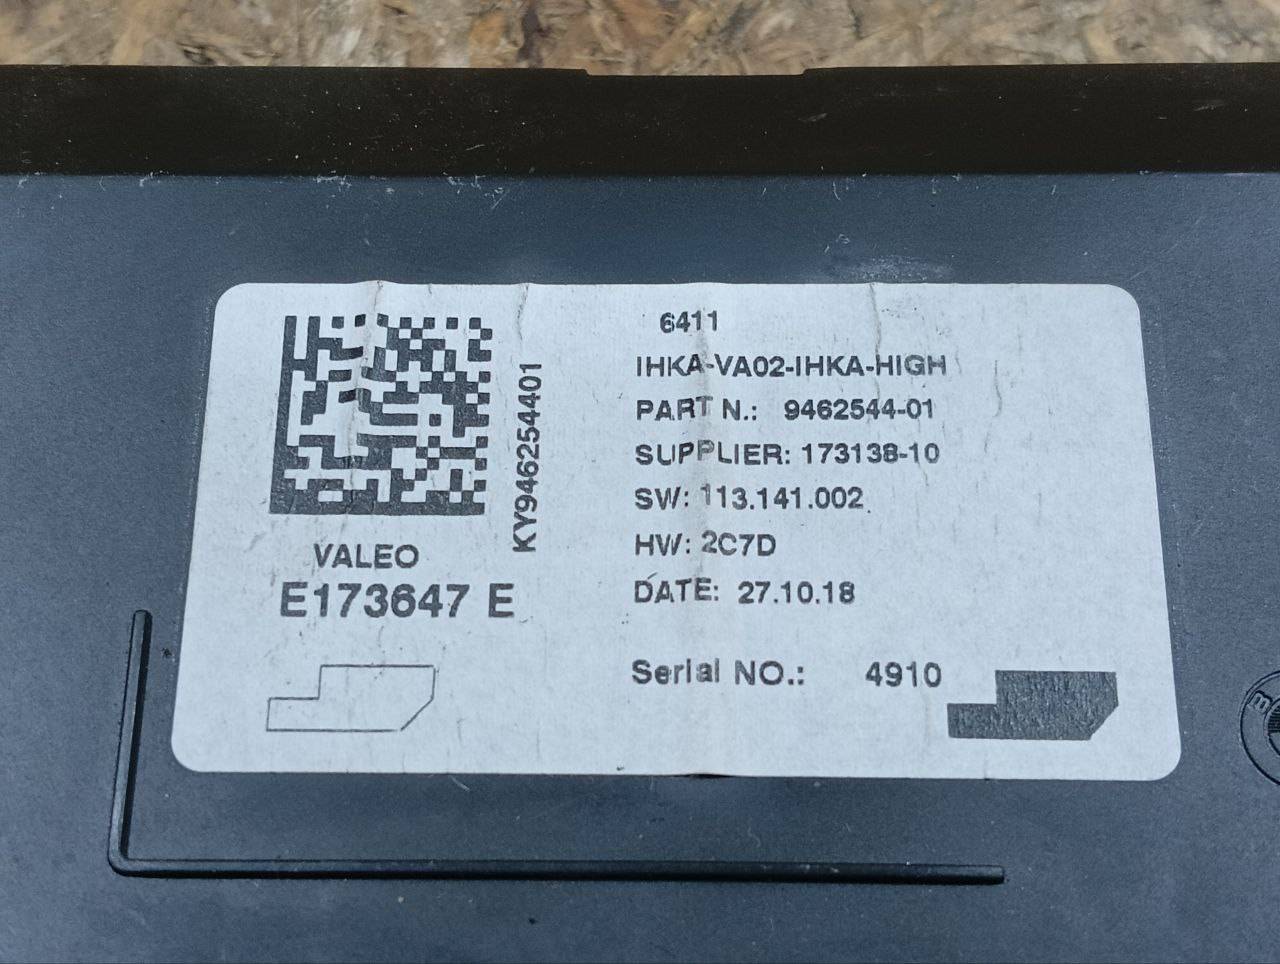 6411
IHKA-VA02-IHKA-HIGH
PART N.: 9462544-01
SUPPLIER: 173138-10
SW: 113.141.002
HW: 2C7D
DATE: 27.10.18
Serial NO.: 4910
KY946254401
VALEO
E173647 E